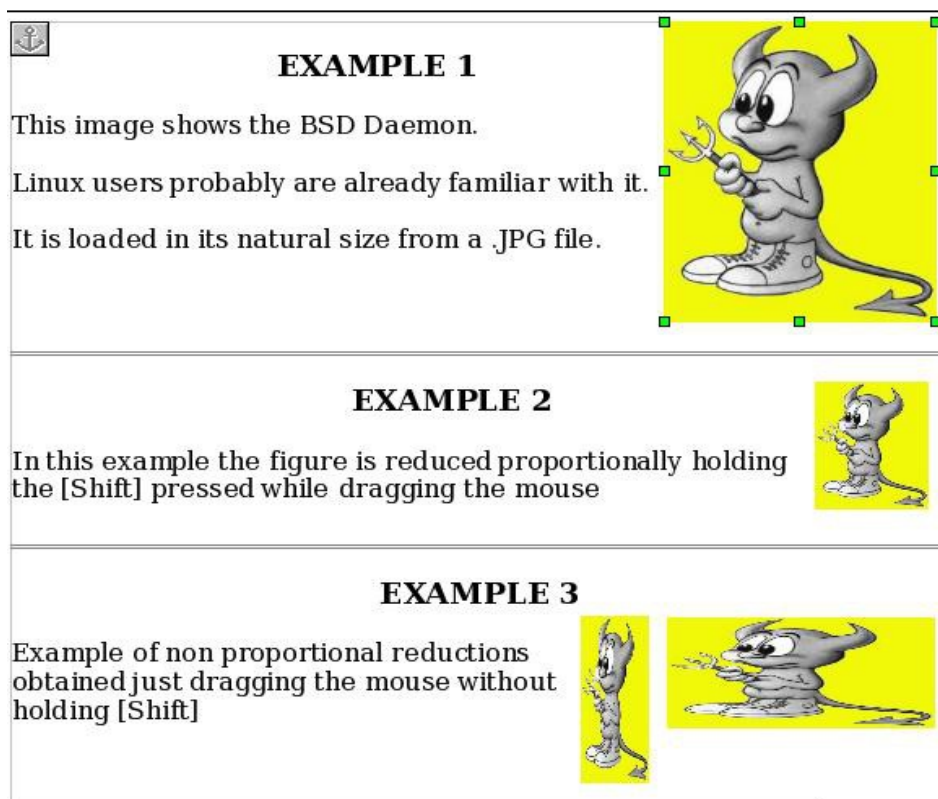 EXAMPLE 1
This image shows the BSD Daemon.
Linux users probably are already familiar with it.
It is loaded in its natural size from a .JPG file.
EXAMPLE 2
In this example the figure is reduced proportionally holding
the [Shift] pressed while dragging the mouse
EXAMPLE 3
Example of non proportional reductions
obtained just dragging the mouse without
holding [Shift]